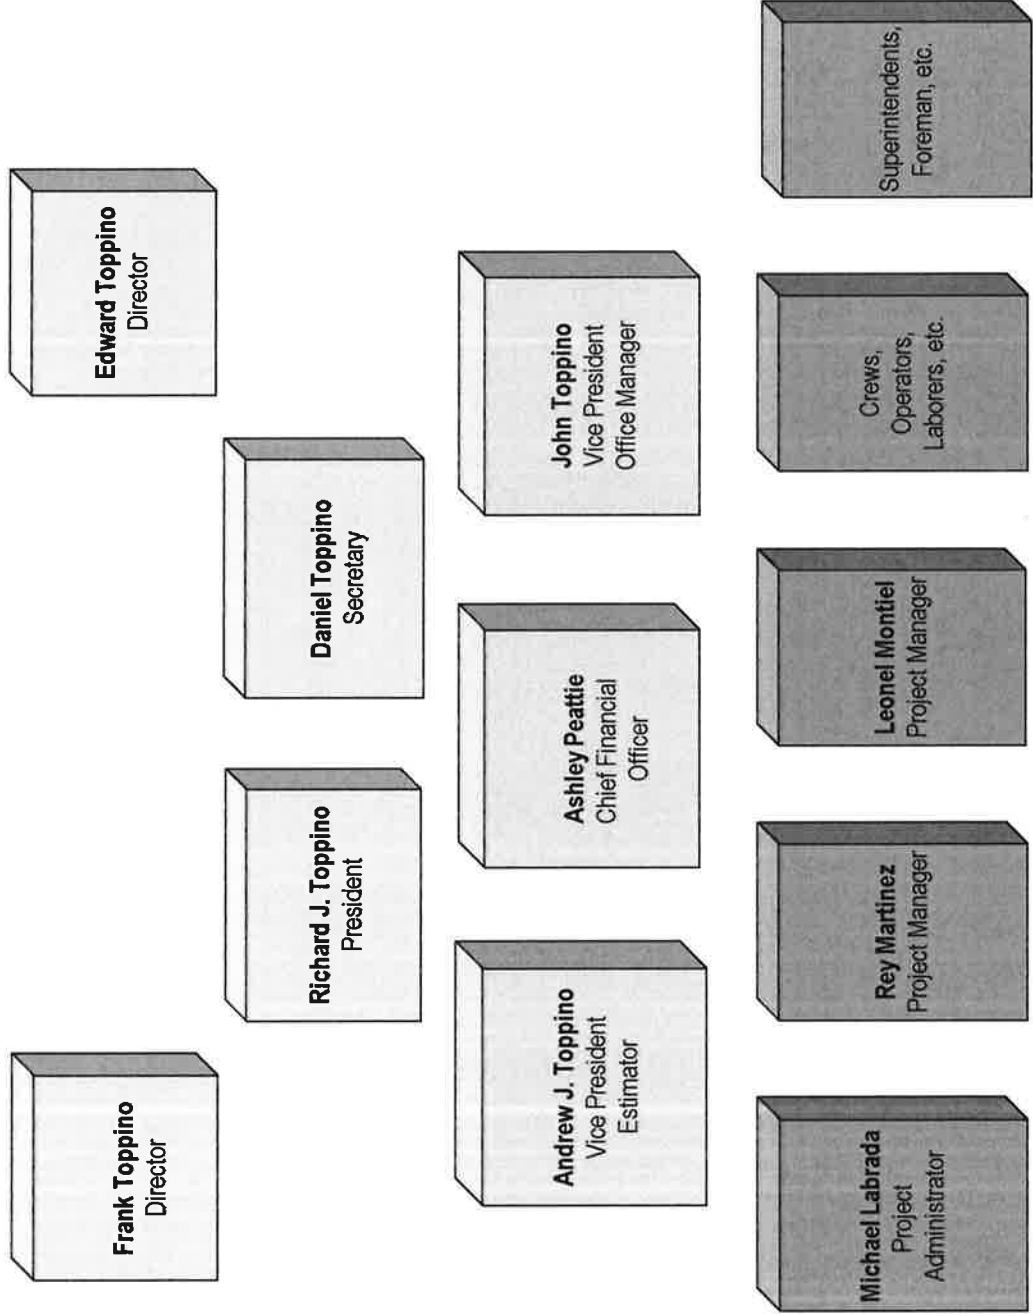 Frank Toppino
Director
Edward Toppino
Director
Richard J. Toppino
President
Daniel Toppino
Secretary
Andrew J. Toppino
Vice President
Estimator
Ashley Peattie
Chief Financial
Officer
John Toppino
Vice President
Office Manager
Michael Labrada
Project
Administrator
Rey Martinez
Project Manager
Leonel Montiel
Project Manager
Crews,
Operators,
Laborers, etc.
Superintendents,
Foreman, etc.